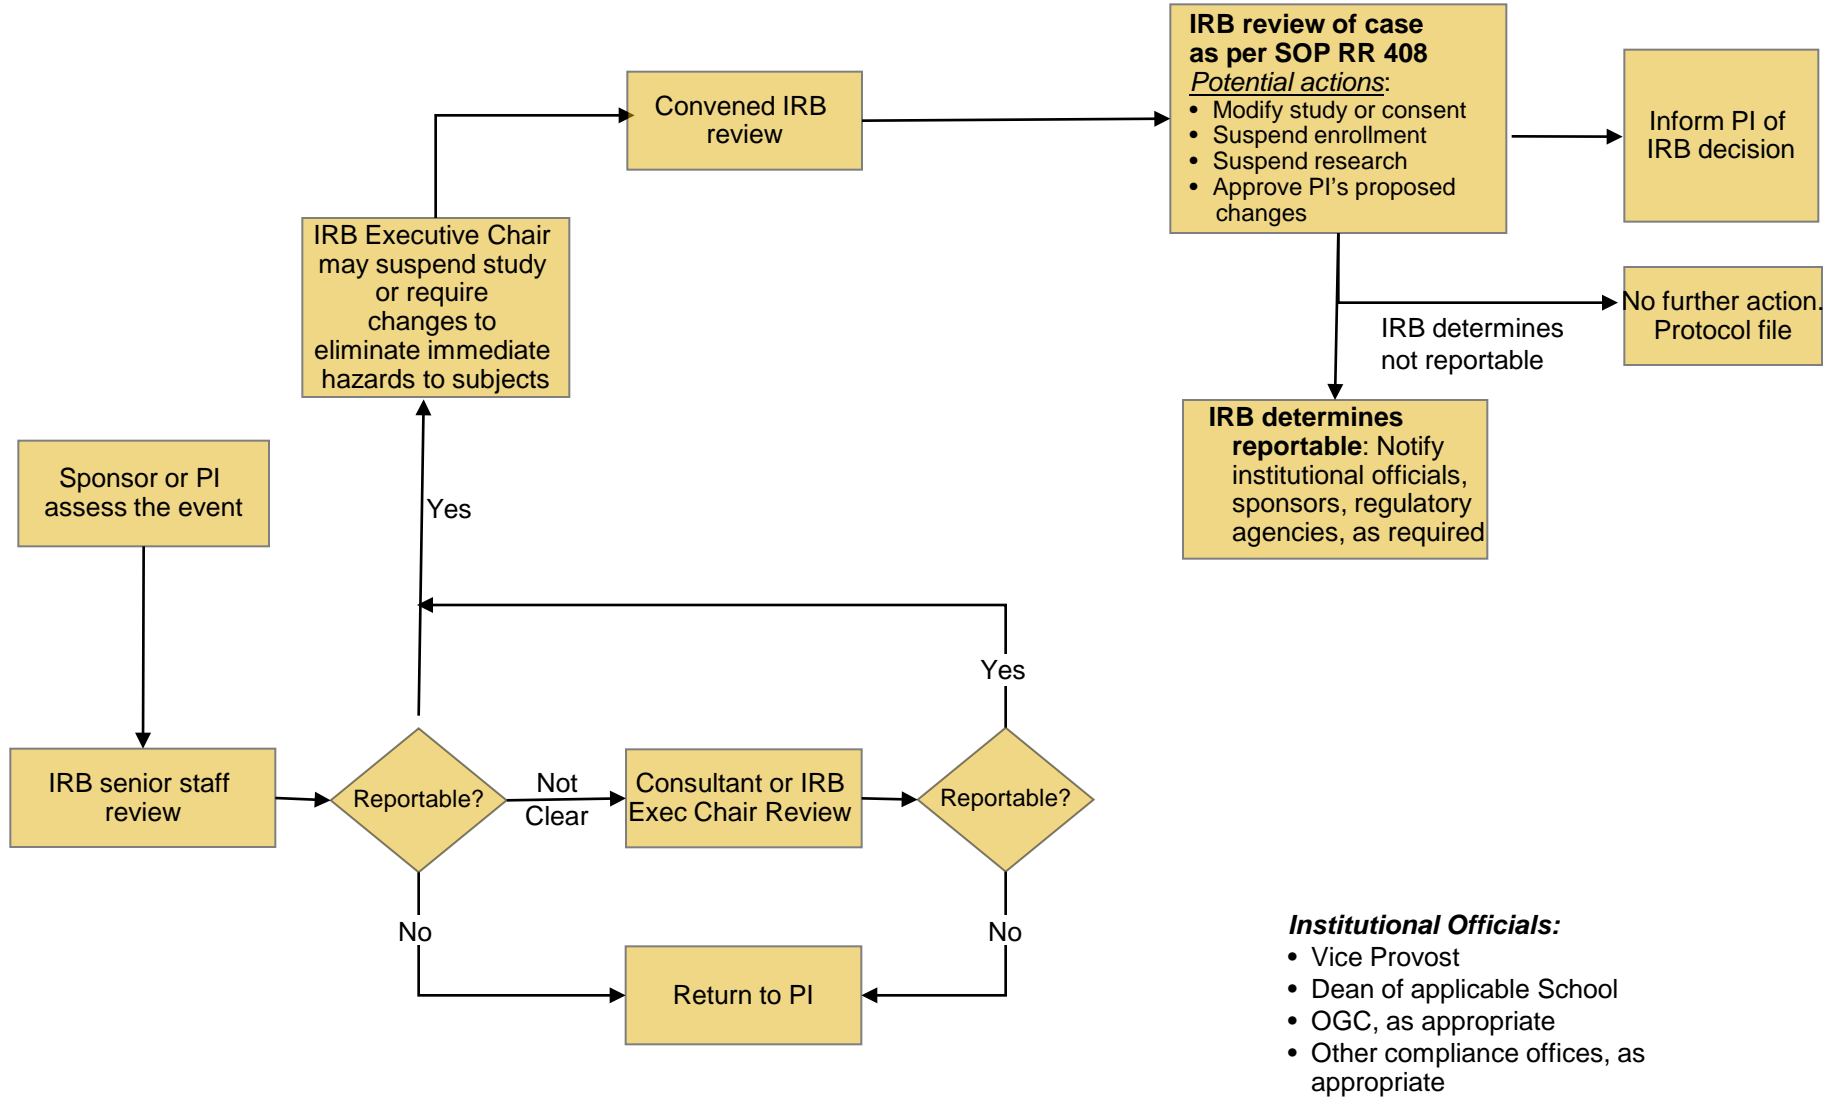 IRB review of case
as per SOP RR 408
Potential actions:
• Modify study or consent
• Suspend enrollment
• Suspend research
• Approve PI’s proposed
changes
Convened IRB
review
Inform PI of
IRB decision
IRB Executive Chair
may suspend study
or require
changes to
eliminate immediate
hazards to subjects
No further action.
Protocol file
IRB determines
not reportable
IRB determines
reportable: Notify
institutional officials,
sponsors, regulatory
agencies, as required
Sponsor or PI
assess the event
Yes
Yes
IRB senior staff
review
Reportable?
Not
Clear
Consultant or IRB
Exec Chair Review
Reportable?
No
No
Return to PI
Institutional Officials:
• Vice Provost
• Dean of applicable School
• OGC, as appropriate
• Other compliance offices, as
appropriate